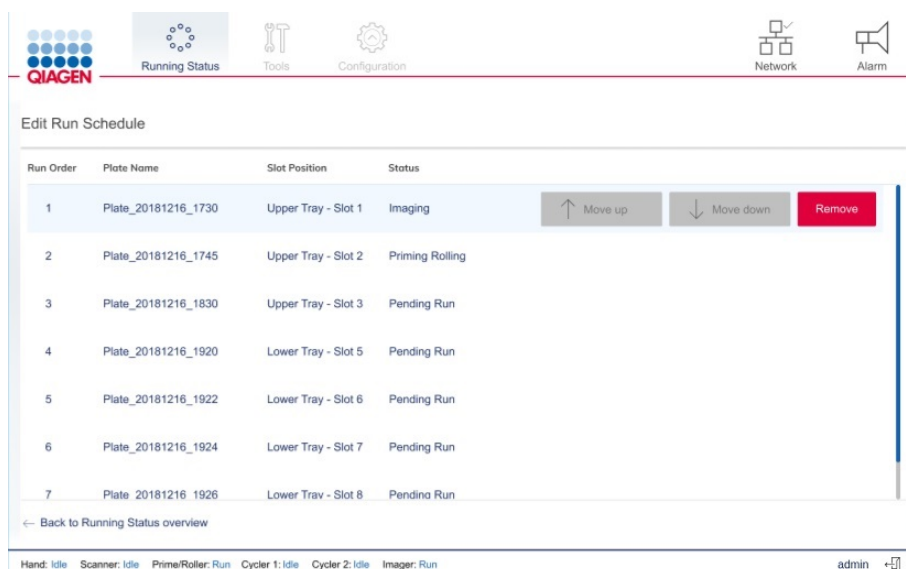 QIAGEN
Running Status Tools Configuration Network Alarm
Edit Run Schedule
Run Order Plate Name Slot Position Status
1 Plate_20181216_1730 Upper Tray - Slot 1 Imaging Move up Move down Remove
2 Plate_20181216_1745 Upper Tray - Slot 2 Priming Rolling
3 Plate_20181216_1830 Upper Tray - Slot 3 Pending Run
4 Plate_20181216_1920 Lower Tray - Slot 5 Pending Run
5 Plate_20181216_1922 Lower Tray - Slot 6 Pending Run
6 Plate_20181216_1924 Lower Tray - Slot 7 Pending Run
7 Plate_20181216_1926 Lower Tray - Slot 8 Pending Run
← Back to Running Status overview
Hand: Idle Scanner: Idle Prime/Roller: Run Cycler 1: Idle Cycler 2: Idle Imager: Run admin